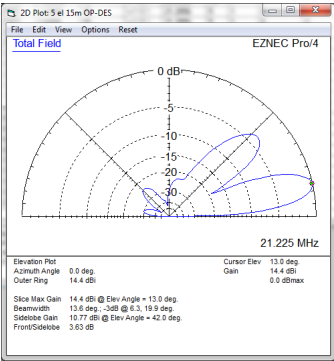 2D Plot: 5 el 15m OP-DES
File Edit View Options Reset
Total Field EZNEC Pro/4
0 dB
-5
-10
-15
-20
-30
21.225 MHz
Elevation Plot Cursor Elev 13.0 deg.
Azimuth Angle 0.0 deg. Gain 14.4 dBi
Outer Ring 14.4 dBi 0.0 dBmax
Slice Max Gain 14.4 dBi @ Elev Angle = 13.0 deg.
Beamwidth 13.6 deg.; -3dB @ 6.3, 19.9 deg.
Sidelobe Gain 10.77 dBi @ Elev Angle = 42.0 deg.
Front/Sidelobe 3.63 dB